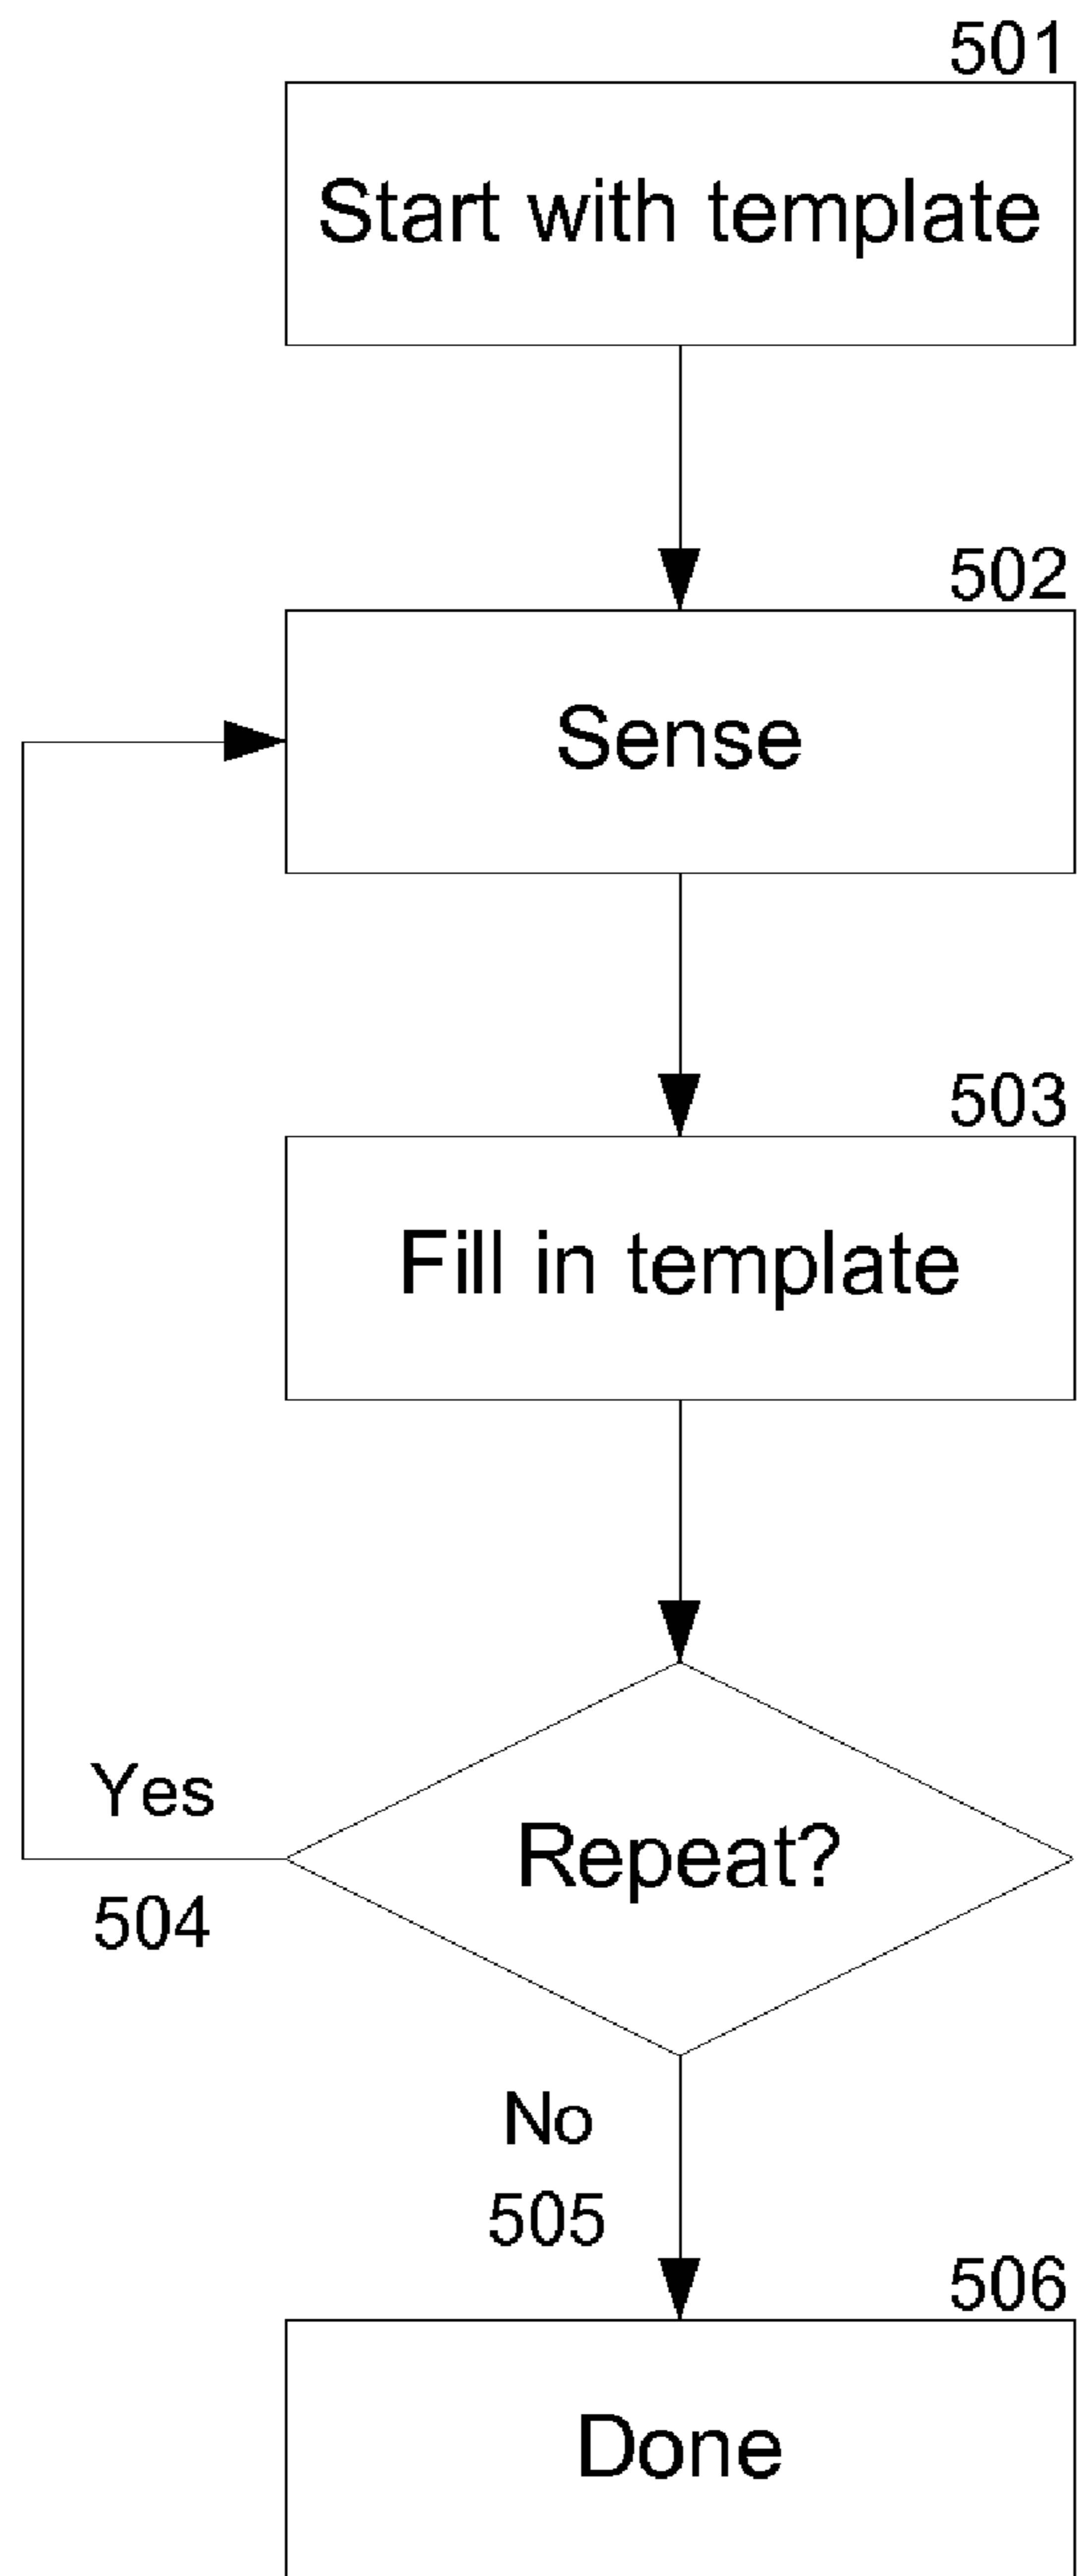 501
Start with template
502
Sense
503
Fill in template
Repeat?
Yes
504
No
505
506
Done